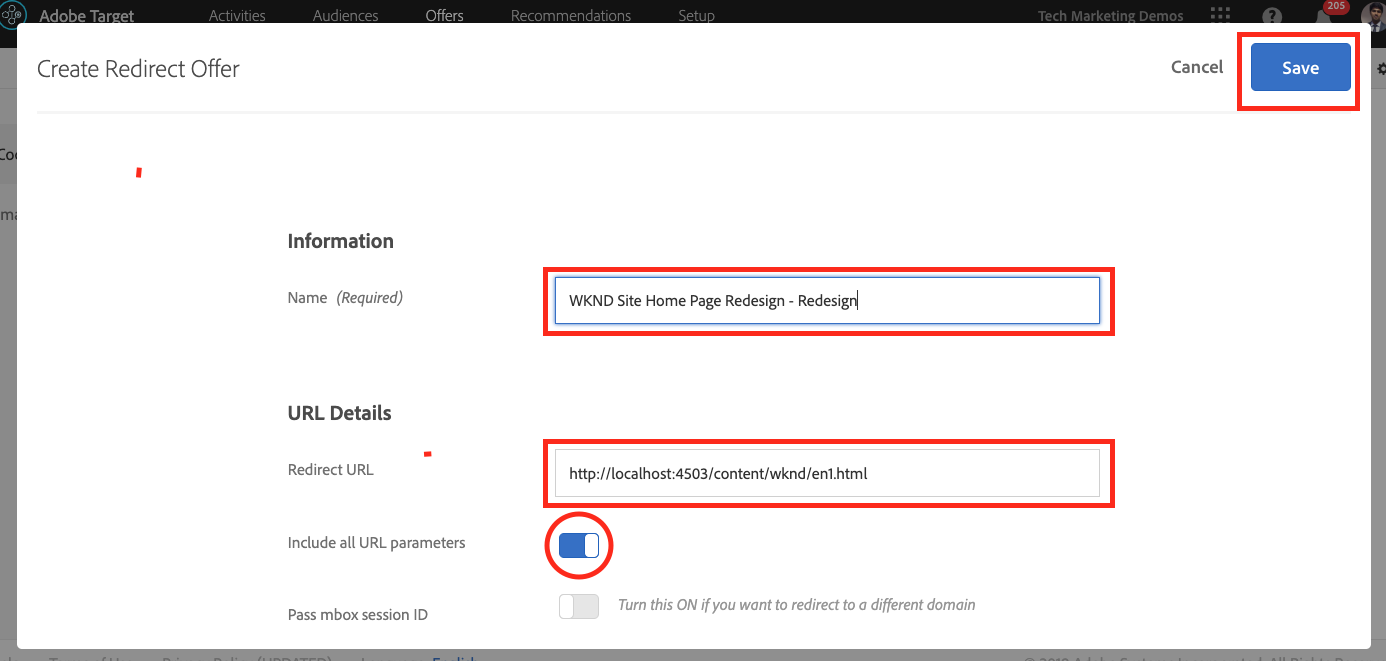 Adobe Target Activities Audiences Offers Recommendations Setup Tech Marketing Demos 205
Create Redirect Offer Cancel Save
Information
Name (Required) WKND Site Home Page Redesign - Redesign
URL Details
Redirect URL http://localhost:4503/content/wknd/en1.html
Include all URL parameters
Pass mbox session ID Turn this ON if you want to redirect to a different domain